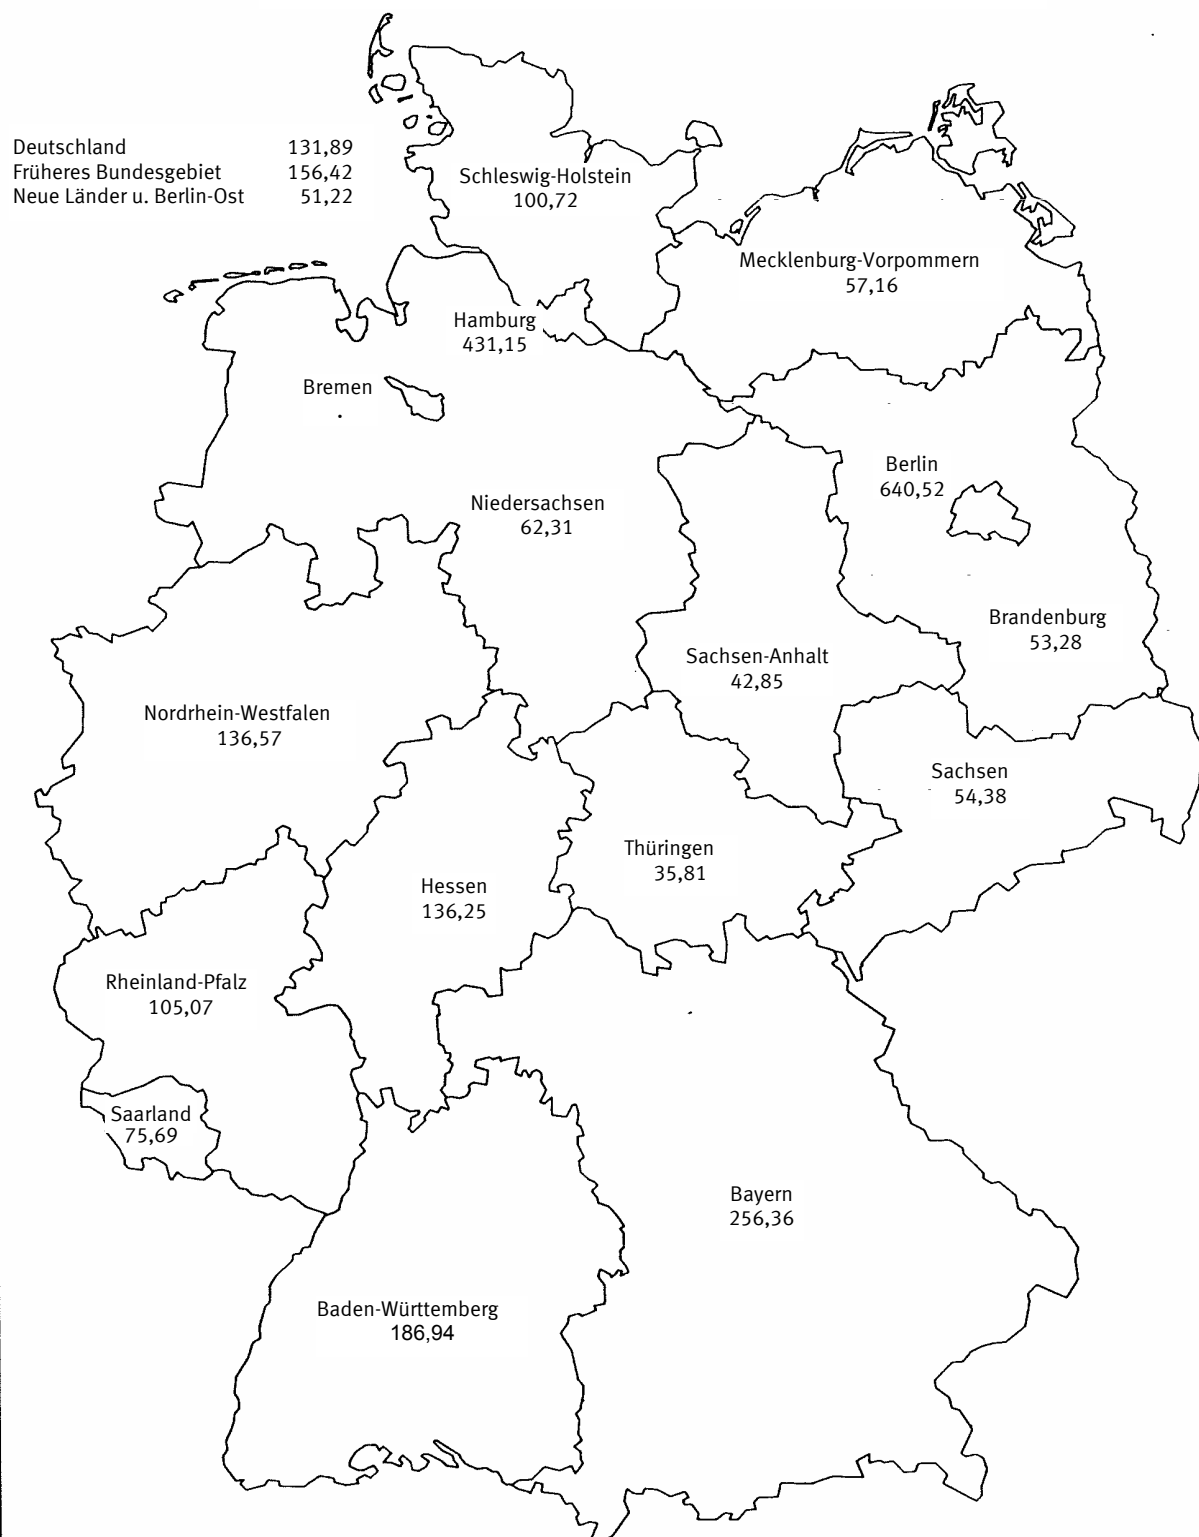 Deutschland 131,89
Früheres Bundesgebiet 156,42
Neue Länder u. Berlin-Ost 51,22
Schleswig-Holstein
100,72
Mecklenburg-Vorpommern
57,16
Hamburg
431,15
Bremen
Berlin
640,52
Niedersachsen
62,31
Brandenburg
53,28
Sachsen-Anhalt
42,85
Nordrhein-Westfalen
136,57
Sachsen
54,38
Thüringen
35,81
Hessen
136,25
Rheinland-Pfalz
105,07
Saarland
75,69
Bayern
256,36
Baden-Württemberg
186,94